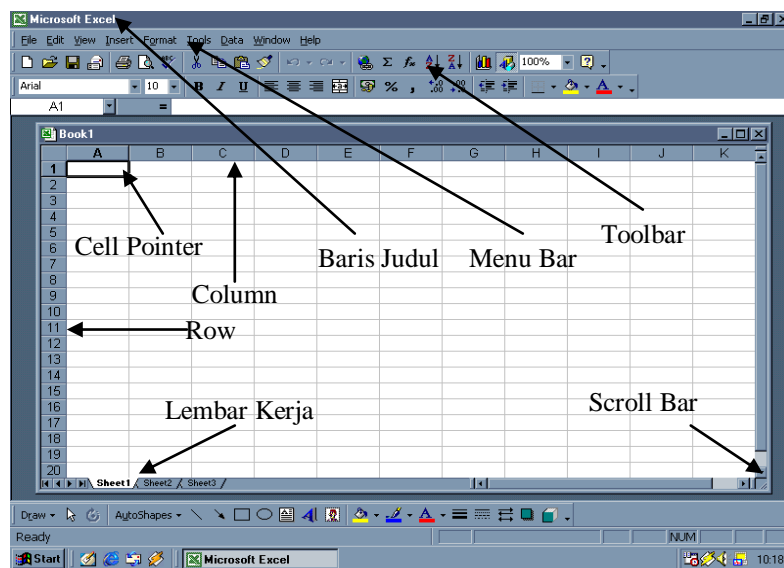 Microsoft Excel
File Edit View Insert Format Tools Data Window Help
100%
Arial 10 B I U % ,
A1 =
Book1
A B C D E F G H I J K
1
2
3
4
5
6
7
8
9
10
11
12
13
14
15
16
17
18
19
20
Cell Pointer
Baris Judul
Menu Bar
Toolbar
Column
Row
Lembar Kerja
Scroll Bar
Sheet1 Sheet2 Sheet3
Draw AutoShapes
Ready NUM
Start Microsoft Excel 10:18